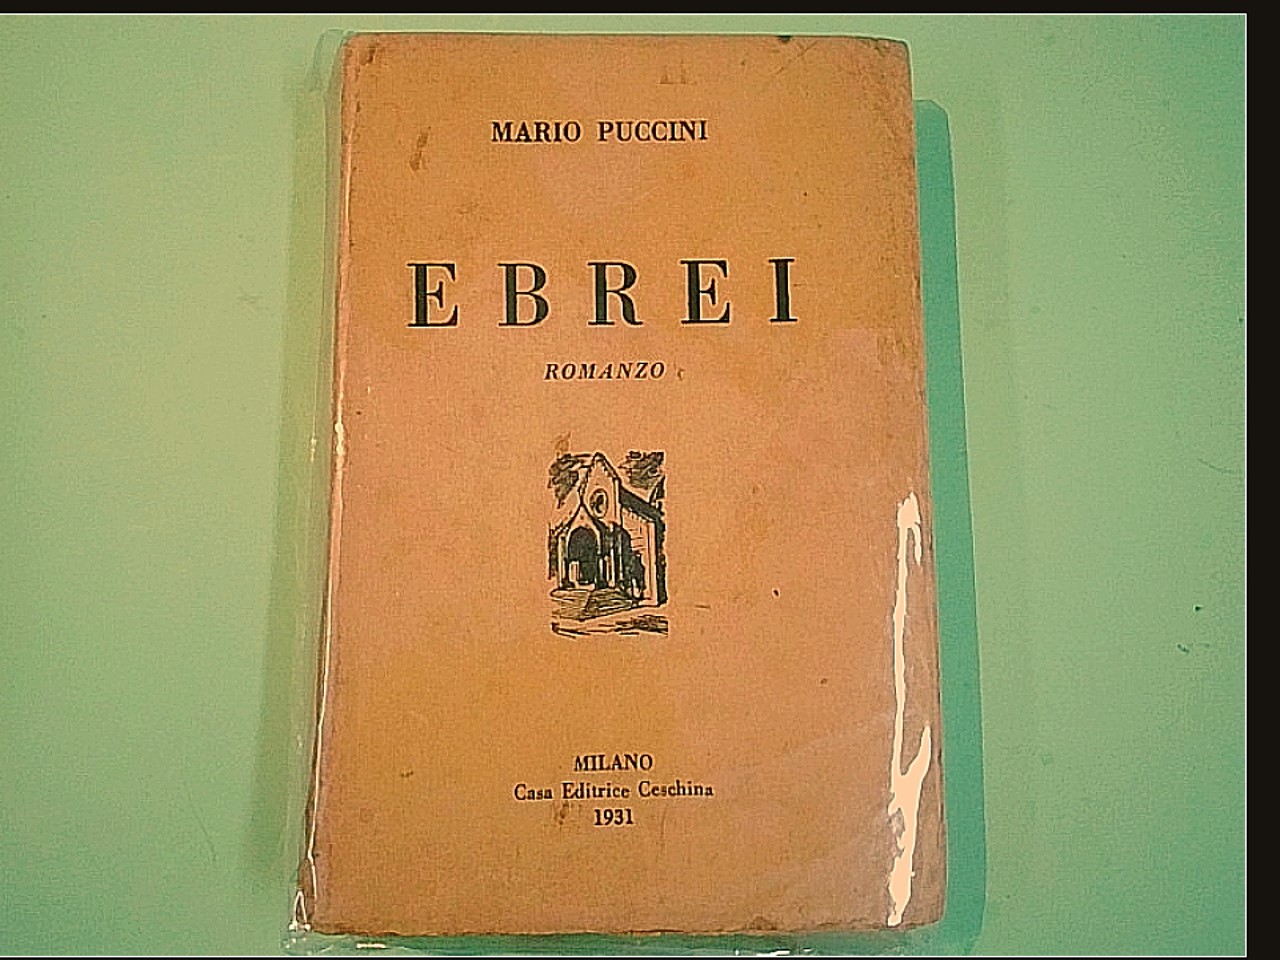 MARIO PUCCINI
EBREI
ROMANZO
MILANO
Casa Editrice Ceschina
1931